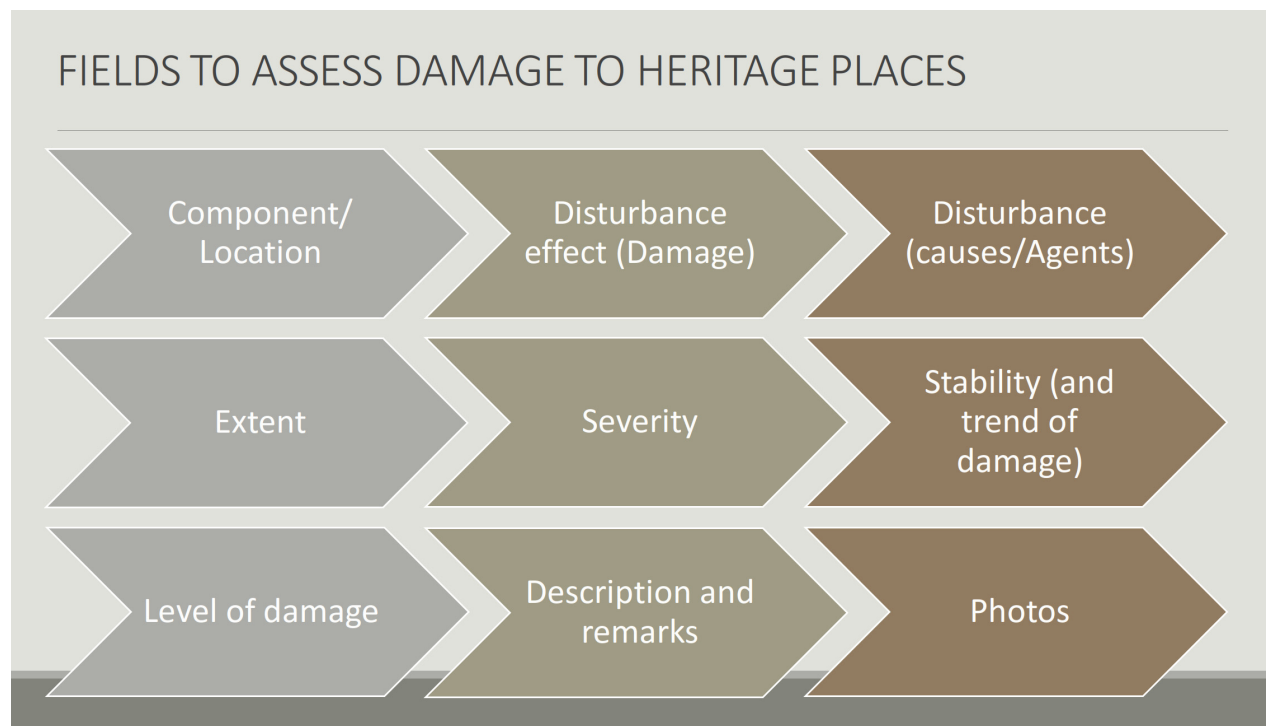 FIELDS TO ASSESS DAMAGE TO HERITAGE PLACES
Component/
Location
Disturbance
effect (Damage)
Disturbance
(causes/Agents)
Extent
Severity
Stability (and
trend of
damage)
Level of damage
Description and
remarks
Photos